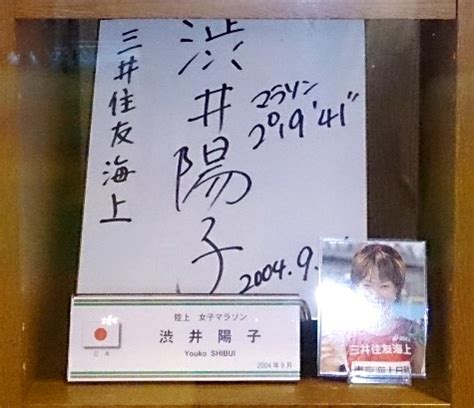 三井住友海上
渋井陽子
マラソン
2°19'41"
2004.9.
日本
陸上 女子マラソン
渋井陽子
Youko SHIBUI
2004年9月
三井住友海上